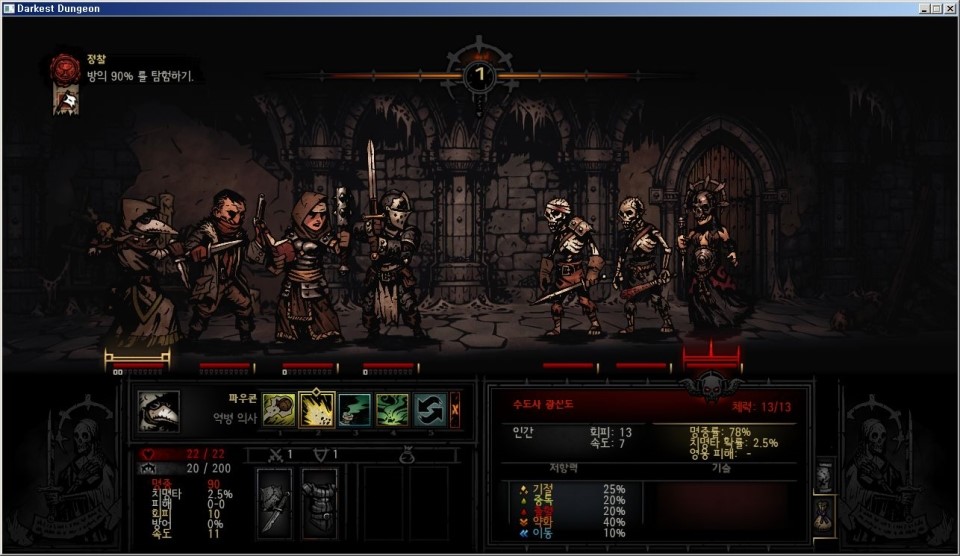 Darkest Dungeon
정찰
방의 90% 를 탐험하기.
1
파우콘
역병 의사
22 / 22
20 / 200
1 1
명중 90
치명타 2.5%
피해 0-0
회피 10
방어 0%
속도 11
수도사 광신도
체력: 13/13
인간
회피: 13
속도: 7
명중률: 78%
치명타 확률: 2.5%
영웅 피해: -
저항력
기술
기절 25%
중독 20%
출혈 20%
약화 40%
이동 10%